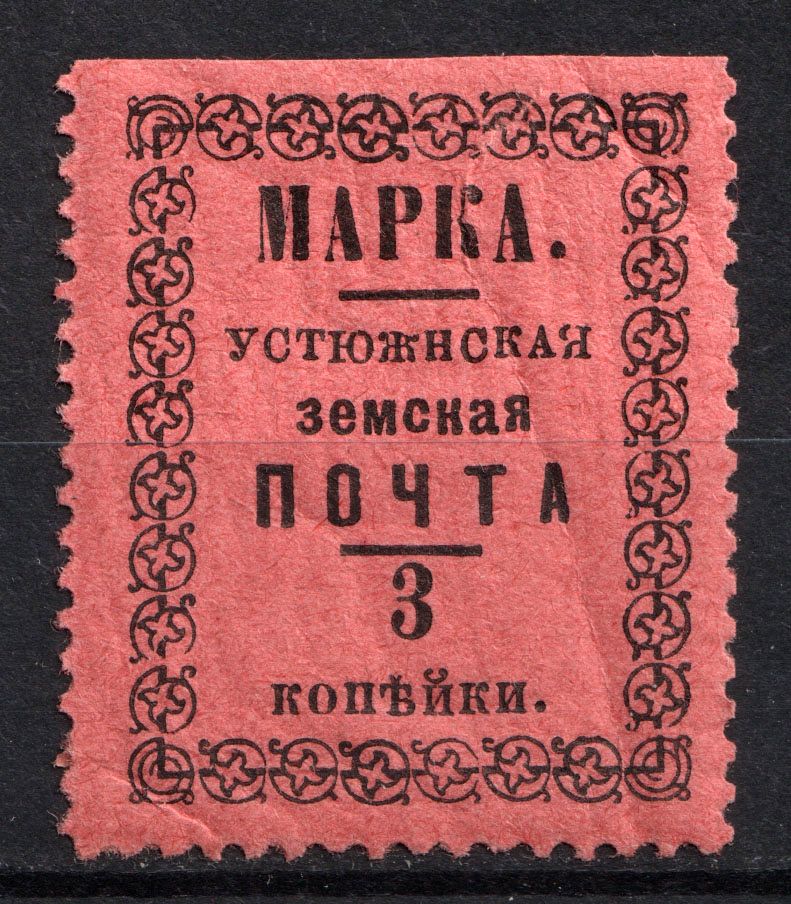 МАРКА.
УСТЮЖНСКАЯ
земская
ПОЧТА
3
копѣйки.